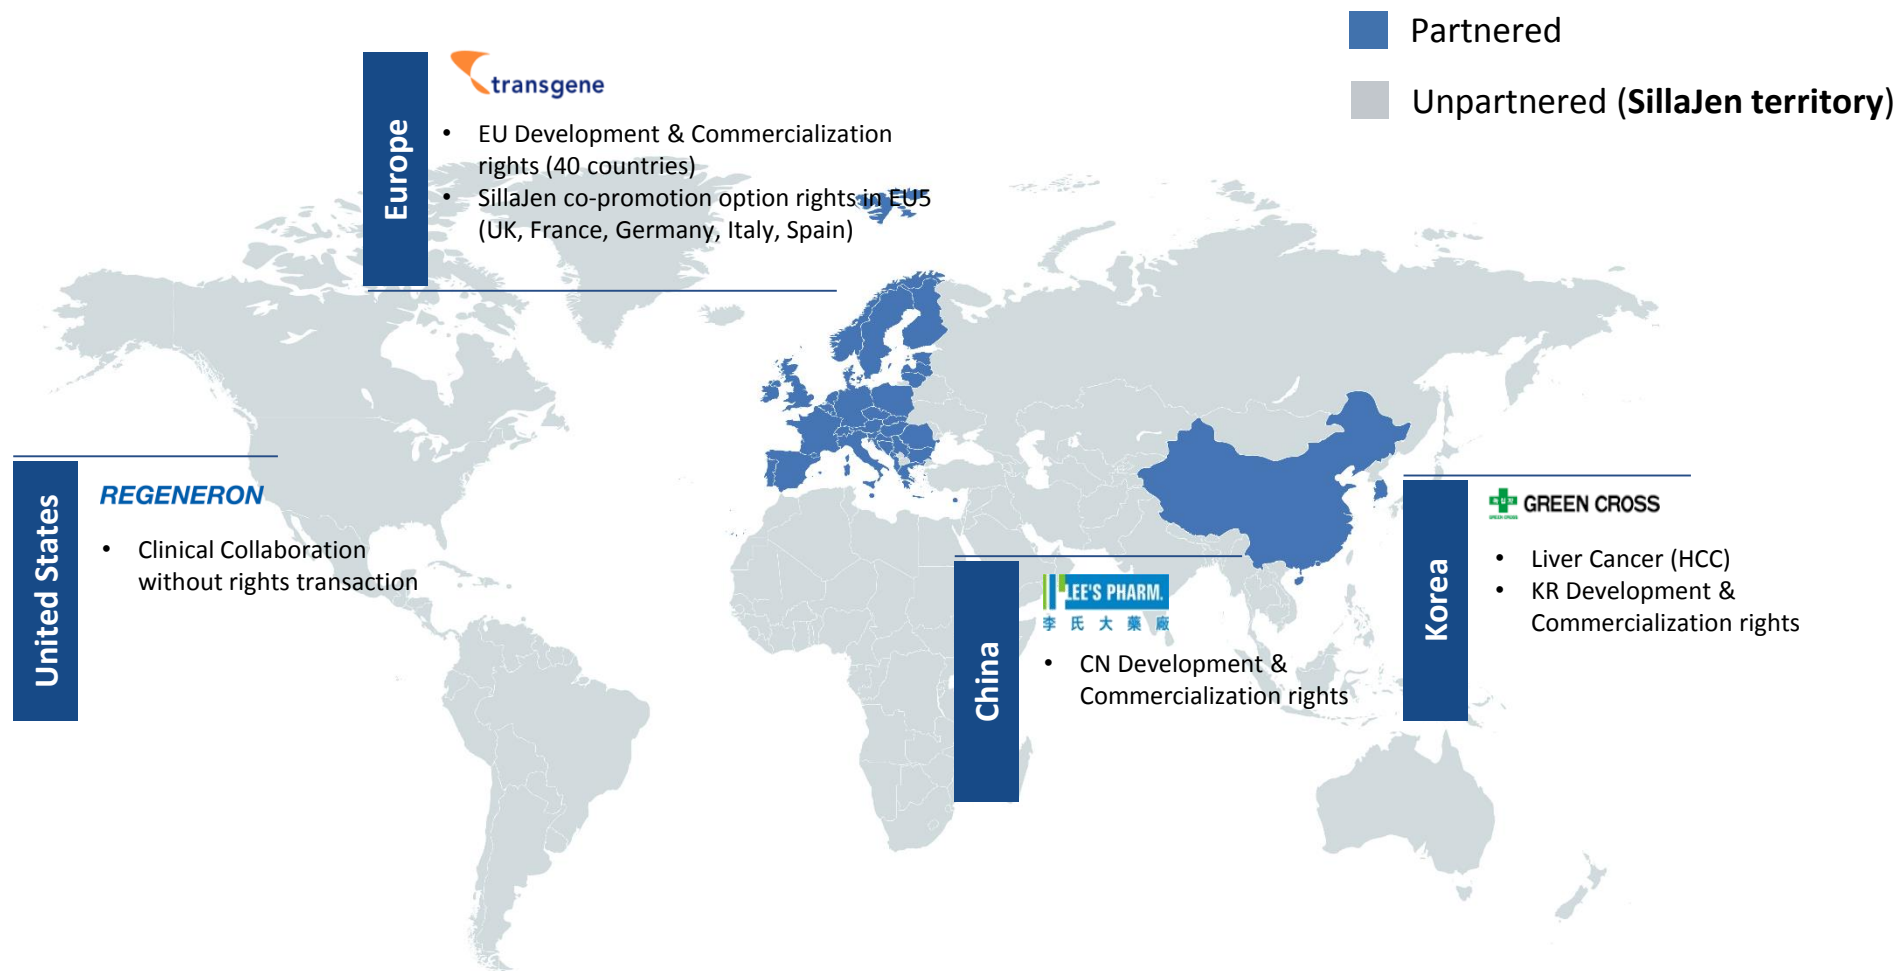 Partnered
Unpartnered (SillaJen territory)
Europe
transgene
• EU Development & Commercialization
rights (40 countries)
• SillaJen co-promotion option rights in EU5
(UK, France, Germany, Italy, Spain)
United States
REGENERON
• Clinical Collaboration
without rights transaction
China
LEE'S PHARM.
李氏大藥廠
• CN Development &
Commercialization rights
Korea
GREEN CROSS
• Liver Cancer (HCC)
• KR Development &
Commercialization rights